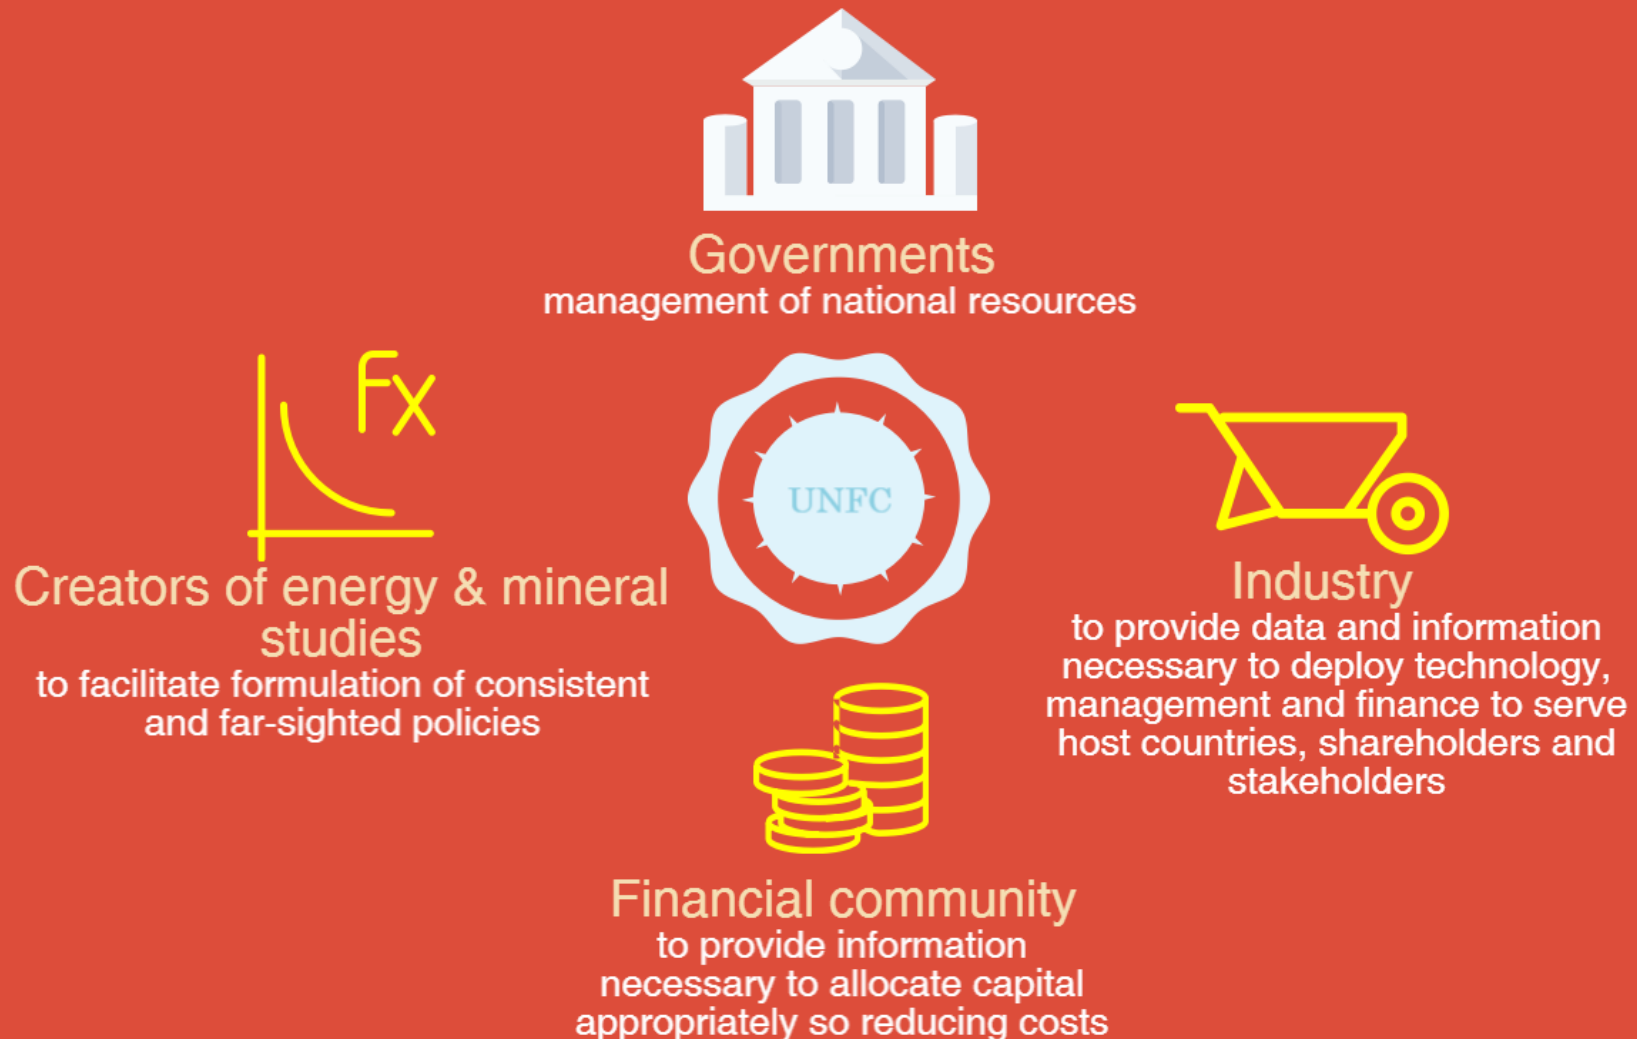 Governments
management of national resources
Fx
UNFC
Creators of energy & mineral
studies
to facilitate formulation of consistent
and far-sighted policies
Industry
to provide data and information
necessary to deploy technology,
management and finance to serve
host countries, shareholders and
stakeholders
Financial community
to provide information
necessary to allocate capital
appropriately so reducing costs